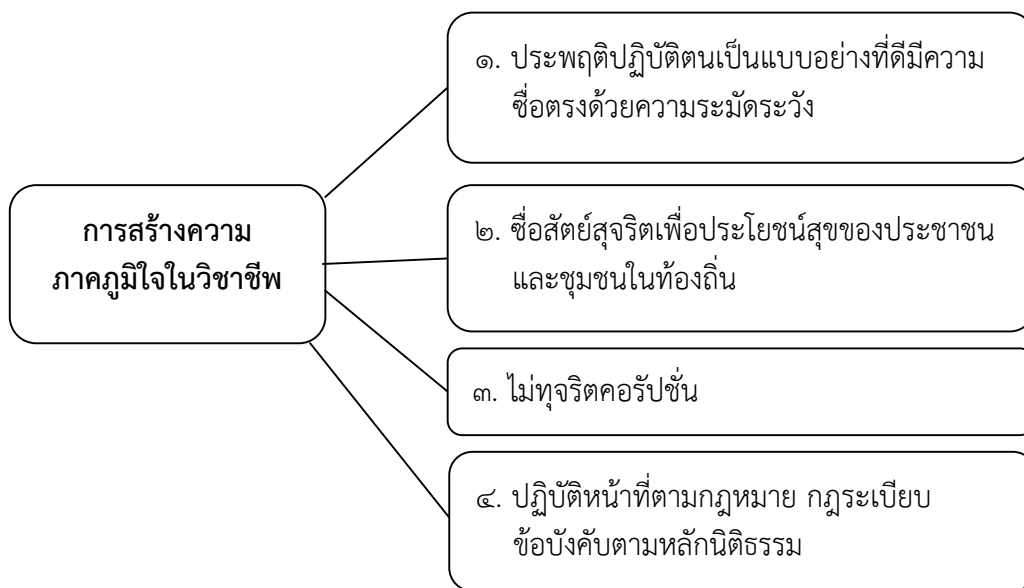 การสร้างความ
ภาคภูมิใจในวิชาชีพ
๑. ประพฤติปฏิบัติตนเป็นแบบอย่างที่ดีมีความ
ซื่อตรงด้วยความระมัดระวัง
๒. ซื่อสัตย์สุจริตเพื่อประโยชน์สุขของประชาชน
และชุมชนในท้องถิ่น
๓. ไม่ทุจริตคอรัปชั่น
๔. ปฏิบัติหน้าที่ตามกฎหมาย กฎระเบียบ
ข้อบังคับตามหลักนิติธรรม